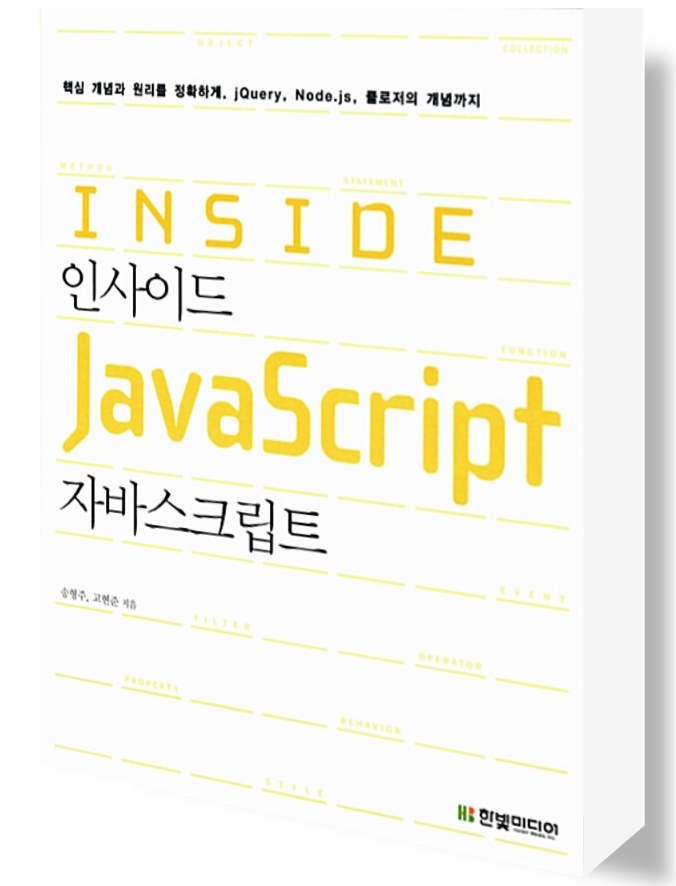 OBJECT
COLLECTION
핵심 개념과 원리를 정확하게. jQuery, Node.js, 클로저의 개념까지
METHOD
STATEMENT
INSIDE
인사이드
FUNCTION
JavaScript
자바스크립트
EVENT
송형주, 고현준 지음
FILTER
OPERATOR
PROPERTY
BEHAVIOR
STYLE
HB 한빛미디어